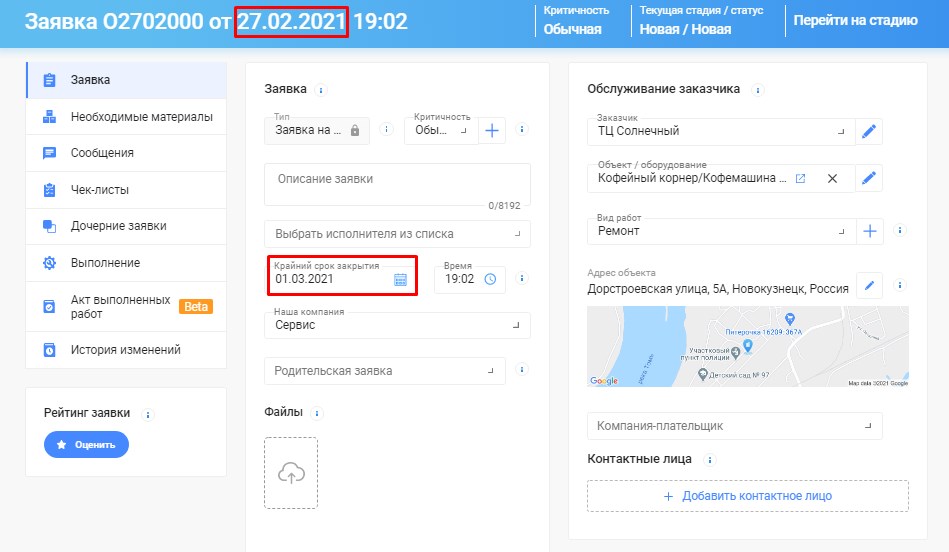 Заявка О2702000 от 27.02.2021 19:02
Критичность
Обычная
Текущая стадия / статус
Новая / Новая
Перейти на стадию
Заявка
Необходимые материалы
Сообщения
Чек-листы
Дочерние заявки
Выполнение
Акт выполненных
работ
Beta
История изменений
Рейтинг заявки
Оценить
Заявка
Тип
Заявка на ...
Критичность
Обы...
Описание заявки
0/8192
Выбрать исполнителя из списка
Крайний срок закрытия
01.03.2021
Время
19:02
Наша компания
Сервис
Родительская заявка
Файлы
Обслуживание заказчика
Заказчик
ТЦ Солнечный
Объект / оборудование
Кофейный корнер/Кофемашина ...
Вид работ
Ремонт
Адрес объекта
Дорстроевская улица, 5А, Новокузнецк, Россия
Пятерочка 16209, 367А
Участковый
пункт полиции
Детский сад № 97
Google
Map data ©2021 Google
Компания-плательщик
Контактные лица
Добавить контактное лицо